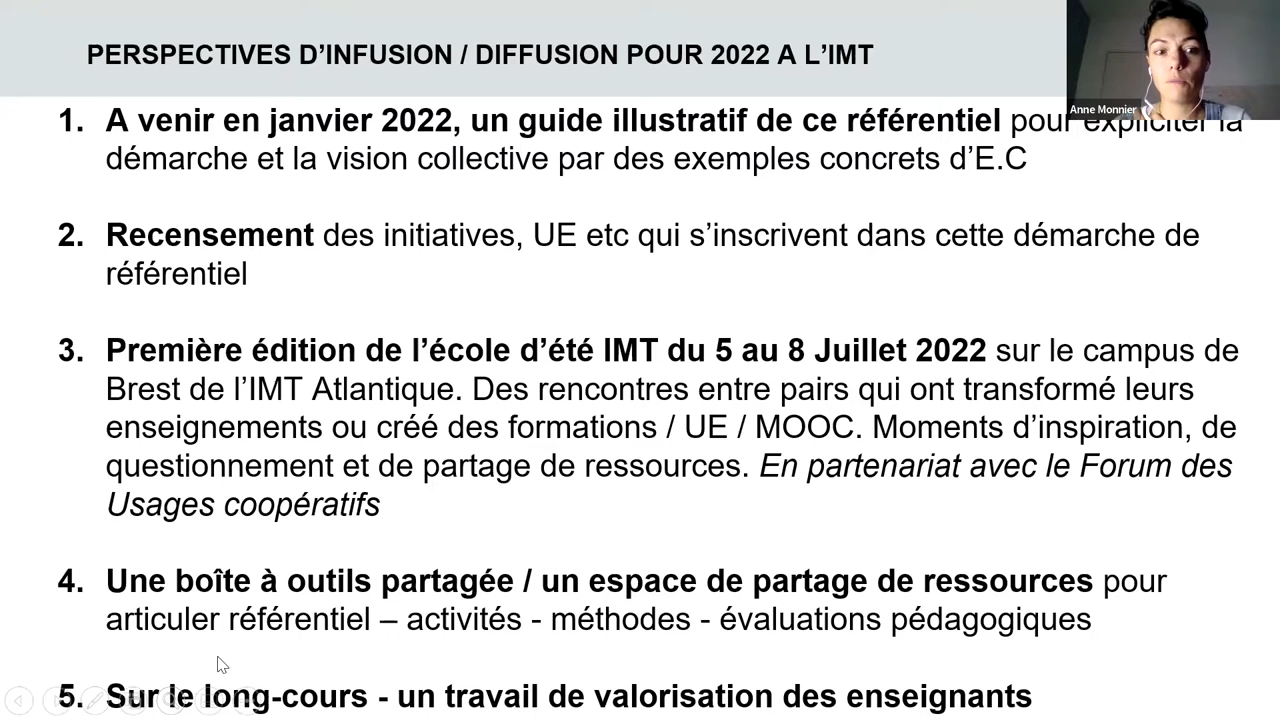 PERSPECTIVES D’INFUSION / DIFFUSION POUR 2022 A L’IMT
Anne Monnier
1. A venir en janvier 2022, un guide illustratif de ce référentiel pour expliciter la
démarche et la vision collective par des exemples concrets d’E.C
2. Recensement des initiatives, UE etc qui s’inscrivent dans cette démarche de
référentiel
3. Première édition de l’école d’été IMT du 5 au 8 Juillet 2022 sur le campus de
Brest de l’IMT Atlantique. Des rencontres entre pairs qui ont transformé leurs
enseignements ou créé des formations / UE / MOOC. Moments d’inspiration, de
questionnement et de partage de ressources. En partenariat avec le Forum des
Usages coopératifs
4. Une boîte à outils partagée / un espace de partage de ressources pour
articuler référentiel – activités - méthodes - évaluations pédagogiques
5. Sur le long-cours - un travail de valorisation des enseignants